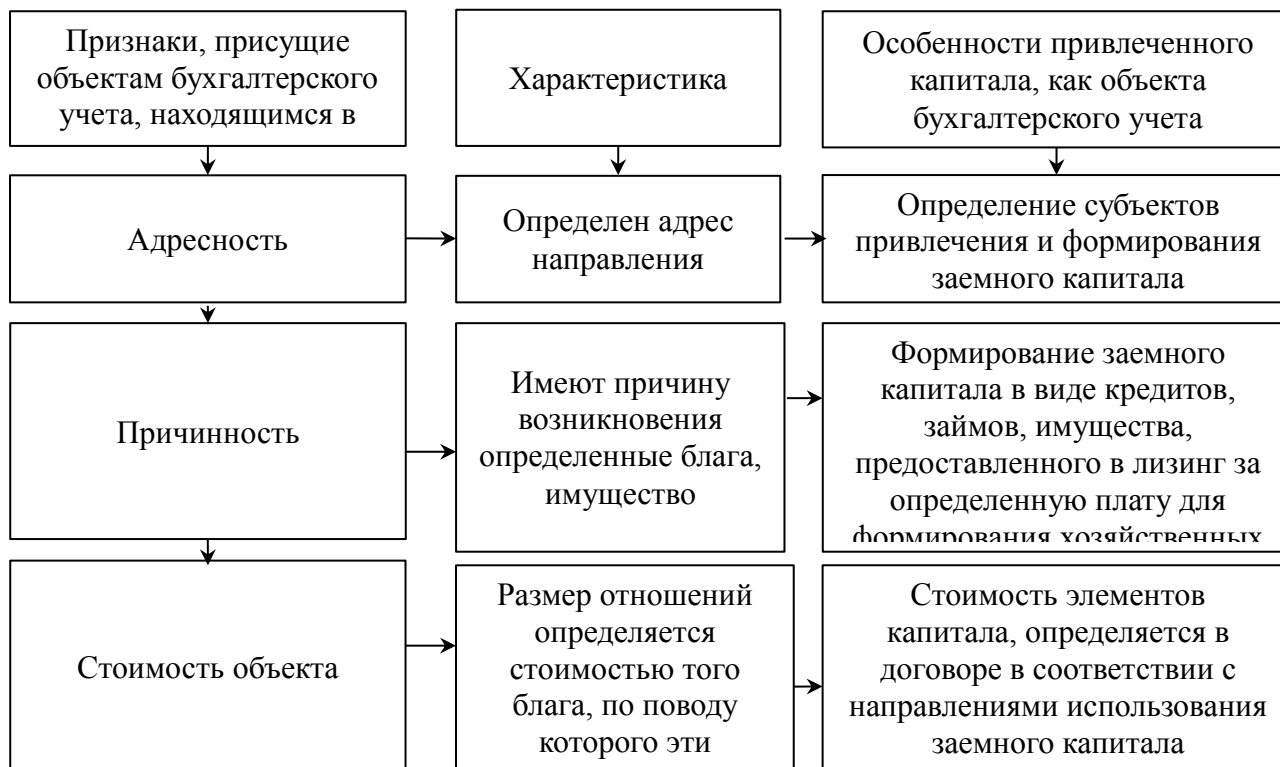 Признаки, присущие
объектам бухгалтерского
учета, находящимся в
Характеристика
Особенности привлеченного
капитала, как объекта
бухгалтерского учета
Адресность
Определен адрес
направления
Определение субъектов
привлечения и формирования
заемного капитала
Причинность
Имеют причину
возникновения
определенные блага,
имущество
Формирование заемного
капитала в виде кредитов,
займов, имущества,
предоставленного в лизинг за
определенную плату для
формирования хозяйственных
Стоимость объекта
Размер отношений
определяется
стоимостью того
блага, по поводу
которого эти
Стоимость элементов
капитала, определяется в
договоре в соответствии с
направлениями использования
заемного капитала